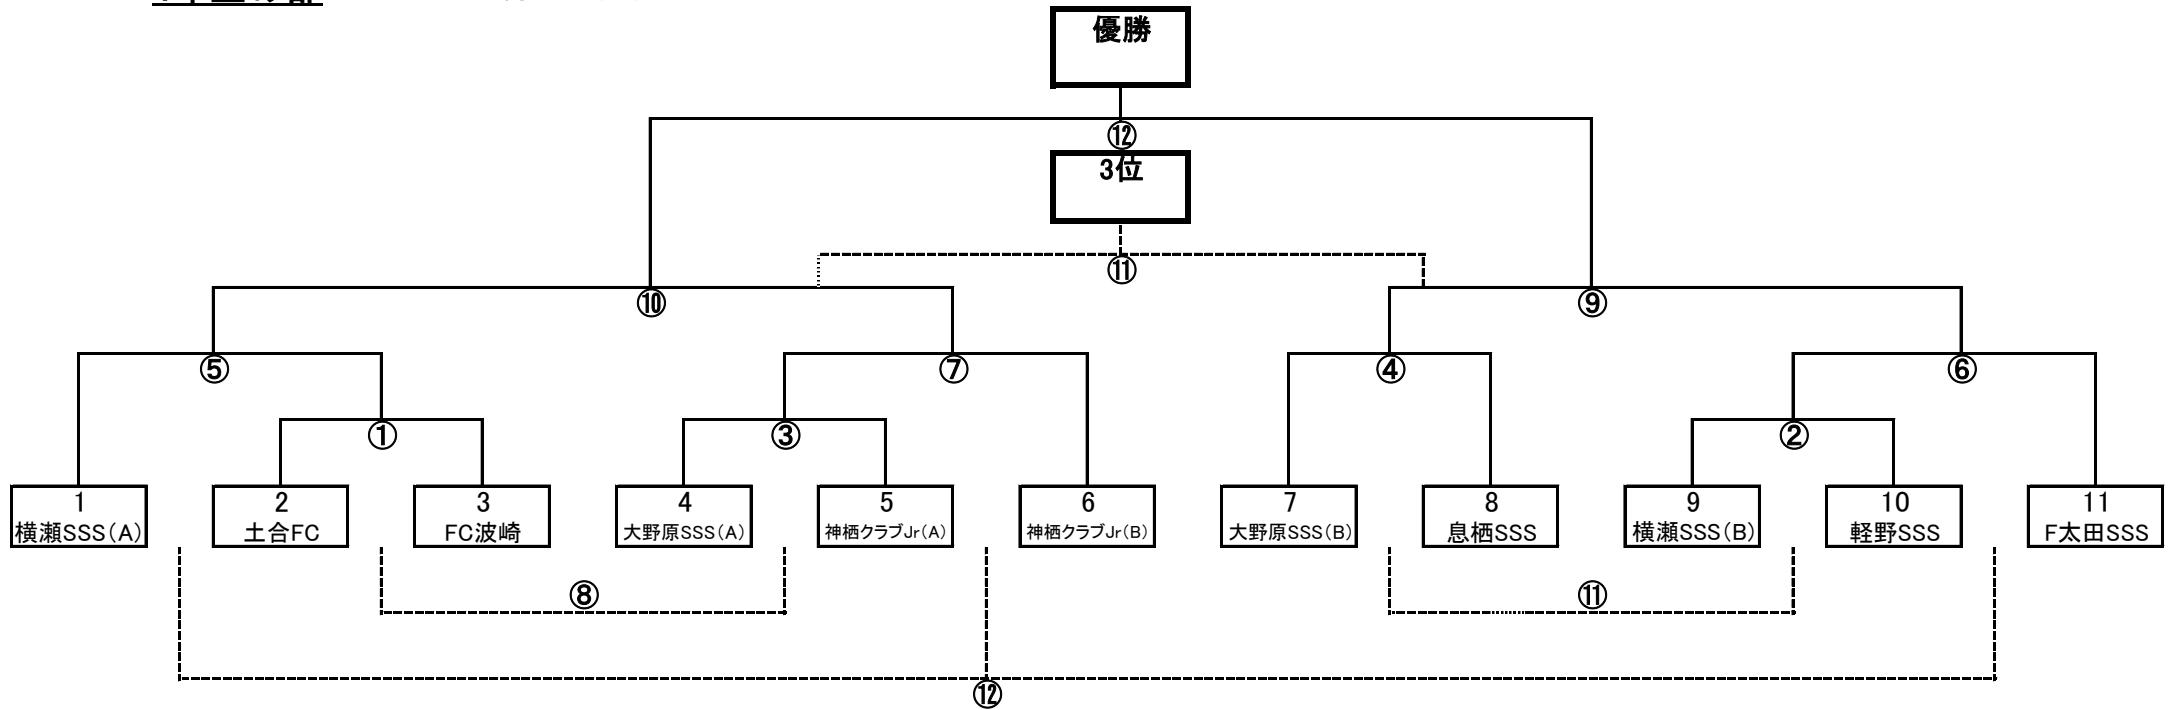 優勝
⑫
3位
⑪
⑩
⑨
⑤
⑦
④
⑥
①
③
②
1
横瀬SSS(A)
2
土合FC
3
FC波崎
4
大野原SSS(A)
5
神栖クラブJr(A)
6
神栖クラブJr(B)
7
大野原SSS(B)
8
息栖SSS
9
横瀬SSS(B)
10
軽野SSS
11
F太田SSS
⑧
⑪
⑫